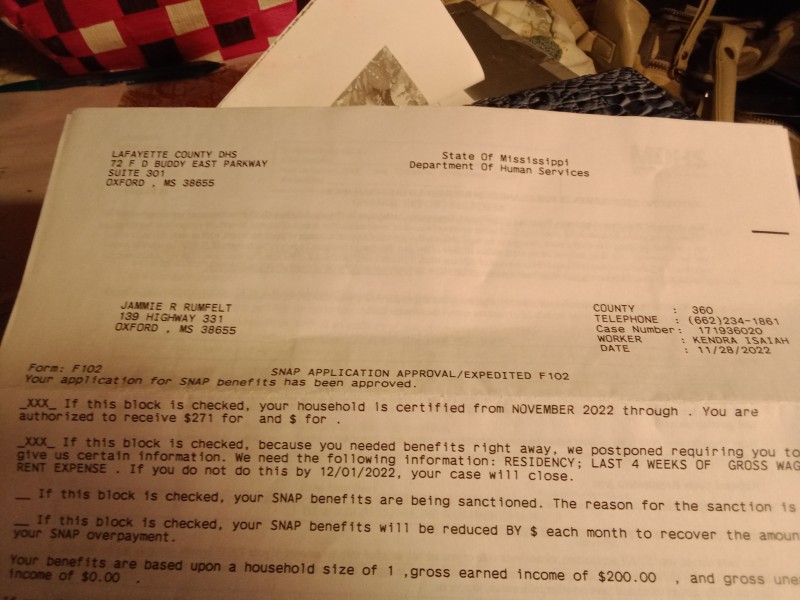 LAFAYETTE COUNTY DHS
72 F D BUDDY EAST PARKWAY
SUITE 301
OXFORD , MS 38655
State Of Mississippi
Department Of Human Services
JAMMIE R RUMFELT
139 HIGHWAY 331
OXFORD , MS 38655
COUNTY : 360
TELEPHONE : (662)234-1861
Case Number: 171936020
WORKER : KENDRA ISAIAH
DATE : 11/28/2022
Form: F102
SNAP APPLICATION APPROVAL/EXPEDITED F102
Your application for SNAP benefits has been approved.
_XXX_ If this block is checked, your household is certified from NOVEMBER 2022 through . You are
authorized to receive $271 for and $ for .
_XXX_ If this block is checked, because you needed benefits right away, we postponed requiring you to
give us certain information. We need the following information: RESIDENCY; LAST 4 WEEKS OF GROSS WAG
RENT EXPENSE . If you do not do this by 12/01/2022, your case will close.
__ If this block is checked, your SNAP benefits are being sanctioned. The reason for the sanction is
__ If this block is checked, your SNAP benefits will be reduced BY $ each month to recover the amoun
your SNAP overpayment.
Your benefits are based upon a household size of 1 ,gross earned income of $200.00 , and gross une
income of $0.00 .